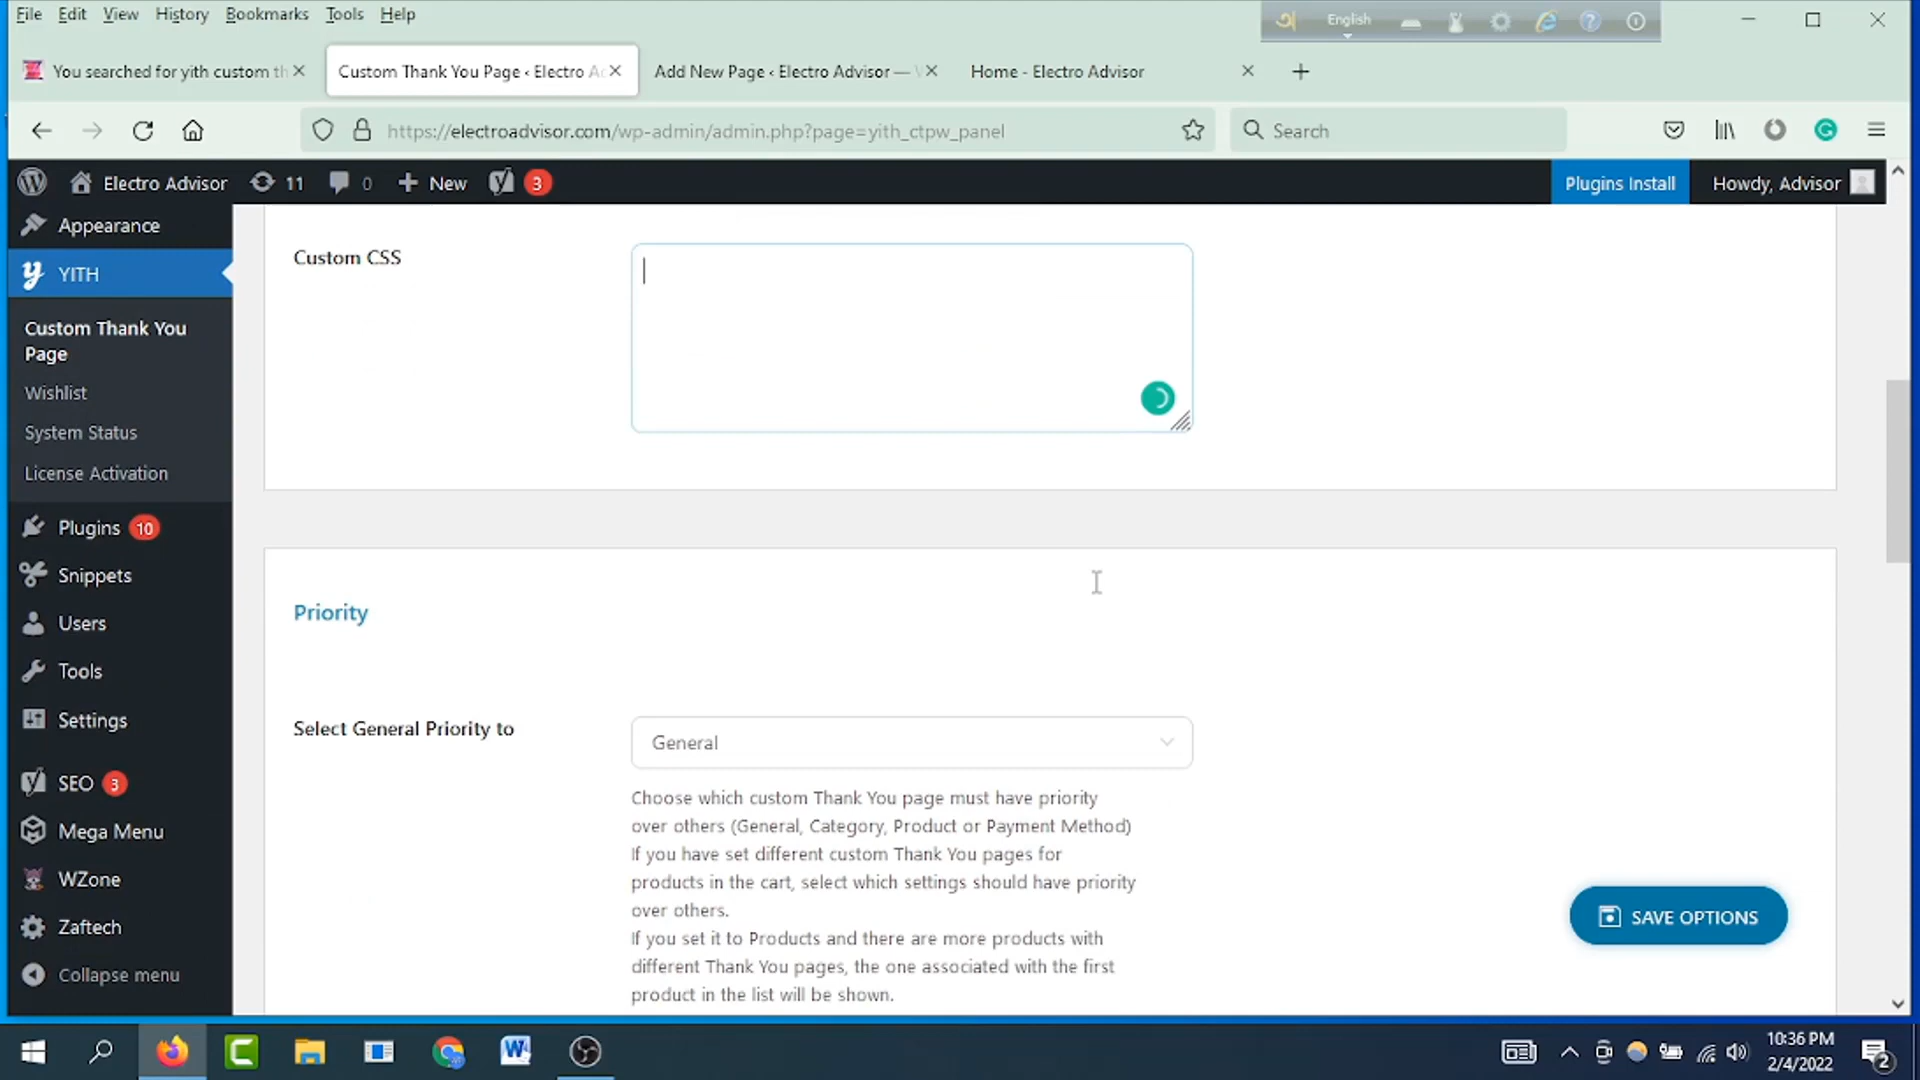 File Edit View History Bookmarks Tools Help
English
You searched for yith custom th
Custom Thank You Page ‹ Electro Ad
Add New Page ‹ Electro Advisor —
Home - Electro Advisor
https://electroadvisor.com/wp-admin/admin.php?page=yith_ctpw_panel
Search
Electro Advisor 11 0 New 3
Plugins Install
Howdy, Advisor
Appearance
YITH
Custom Thank You
Page
Wishlist
System Status
License Activation
Plugins 10
Snippets
Users
Tools
Settings
SEO 3
Mega Menu
WZone
Zaftech
Collapse menu
Custom CSS
Priority
Select General Priority to
General
Choose which custom Thank You page must have priority
over others (General, Category, Product or Payment Method)
If you have set different custom Thank You pages for
products in the cart, select which settings should have priority
over others.
If you set it to Products and there are more products with
different Thank You pages, the one associated with the first
product in the list will be shown.
SAVE OPTIONS
10:36 PM
2/4/2022
2